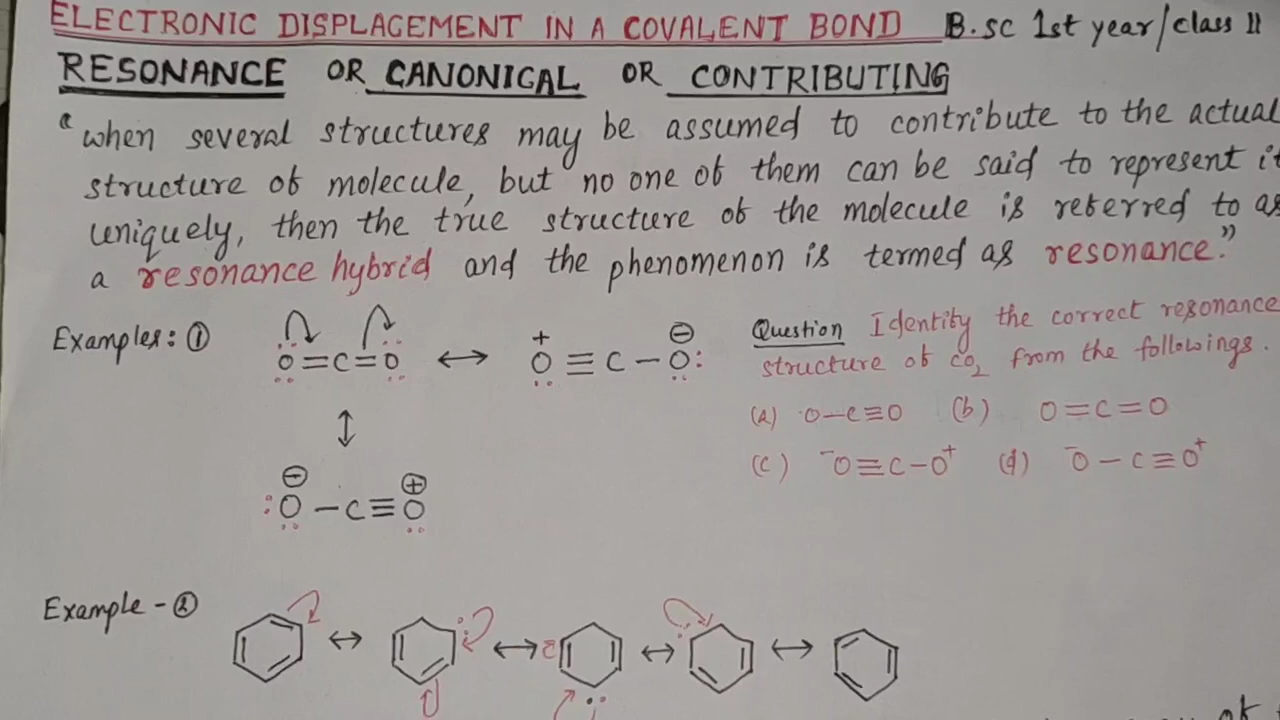 ELECTRONIC DISPLACEMENT IN A COVALENT BOND B.sc 1st year/class 11
RESONANCE OR CANONICAL OR CONTRIBUTING
"when several structures may be assumed to contribute to the actual
structure of molecule, but no one of them can be said to represent it
uniquely, then the true structure of the molecule is referred to as
a resonance hybrid and the phenomenon is termed as resonance."
Examples: ① O=C=O ↔ O≡C-O:
+ ⊖
Question Identity the correct resonance
structure of CO2 from the followings.
(a) O-C≡O (b) O=C=O
(c) ⁻O≡C-O⁺ (d) ⁻O-C≡O⁺
↕
⊖ ⊕
:O-C≡O
Example-② ↔ ↔ ↔ ↔
of